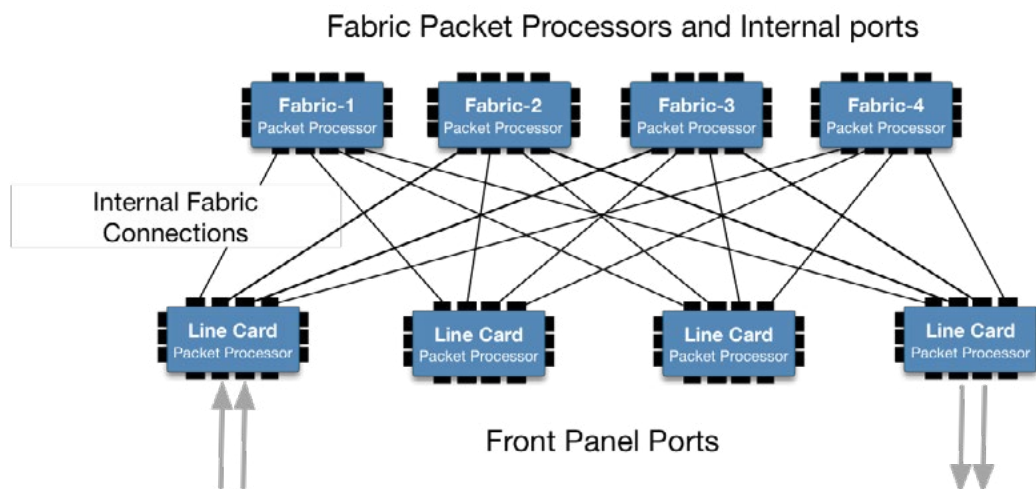 Fabric Packet Processors and Internal ports
Fabric-1
Packet Processor
Fabric-2
Packet Processor
Fabric-3
Packet Processor
Fabric-4
Packet Processor
Internal Fabric
Connections
Line Card
Packet Processor
Line Card
Packet Processor
Line Card
Packet Processor
Line Card
Packet Processor
Front Panel Ports